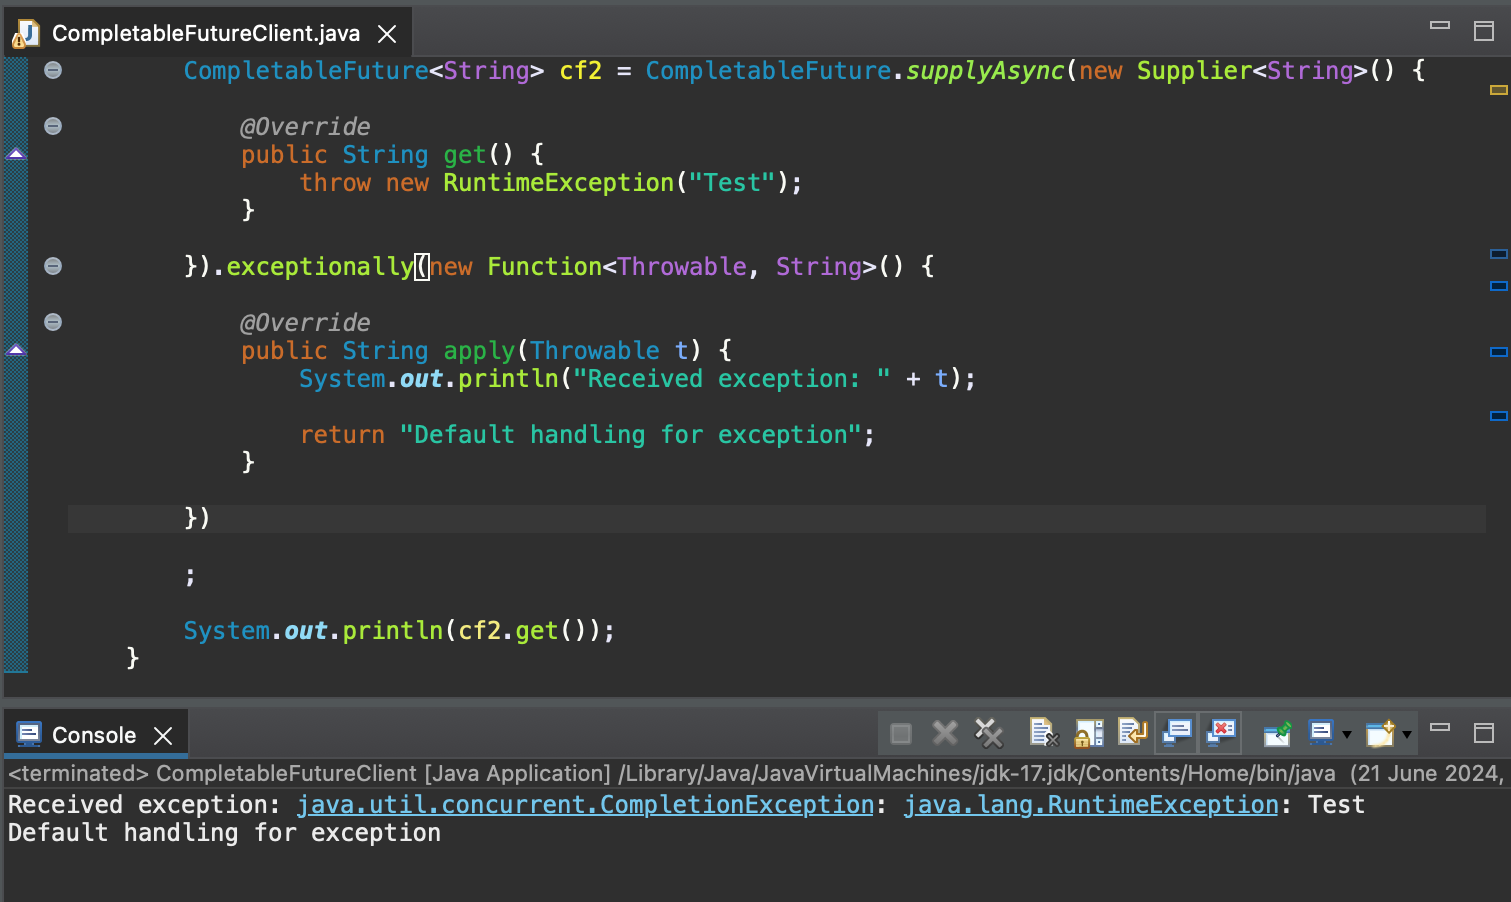 CompletableFutureClient.java
CompletableFuture<String> cf2 = CompletableFuture.supplyAsync(new Supplier<String>() {
@Override
public String get() {
throw new RuntimeException("Test");
}
}).exceptionally(new Function<Throwable, String>() {
@Override
public String apply(Throwable t) {
System.out.println("Received exception: " + t);
return "Default handling for exception";
}
})
;
System.out.println(cf2.get());
}
Console
<terminated> CompletableFutureClient [Java Application] /Library/Java/JavaVirtualMachines/jdk-17.jdk/Contents/Home/bin/java (21 June 2024,
Received exception: java.util.concurrent.CompletionException: java.lang.RuntimeException: Test
Default handling for exception